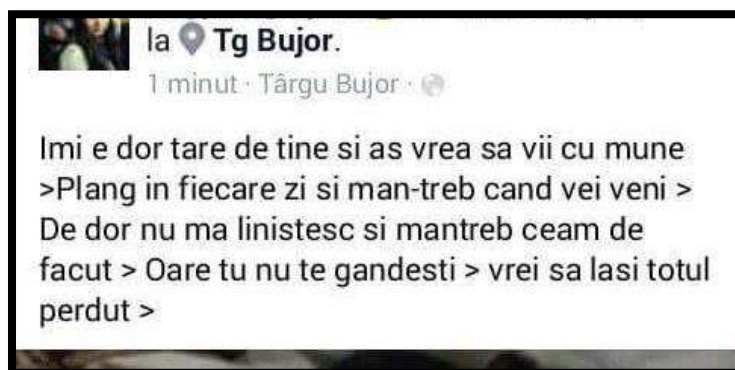 la Tg Bujor.
1 minut · Târgu Bujor ·
Imi e dor tare de tine si as vrea sa vii cu mune
>Plang in fiecare zi si man-treb cand vei veni >
De dor nu ma linistesc si mantreb ceam de
facut > Oare tu nu te gandesti > vrei sa lasi totul
perdut >